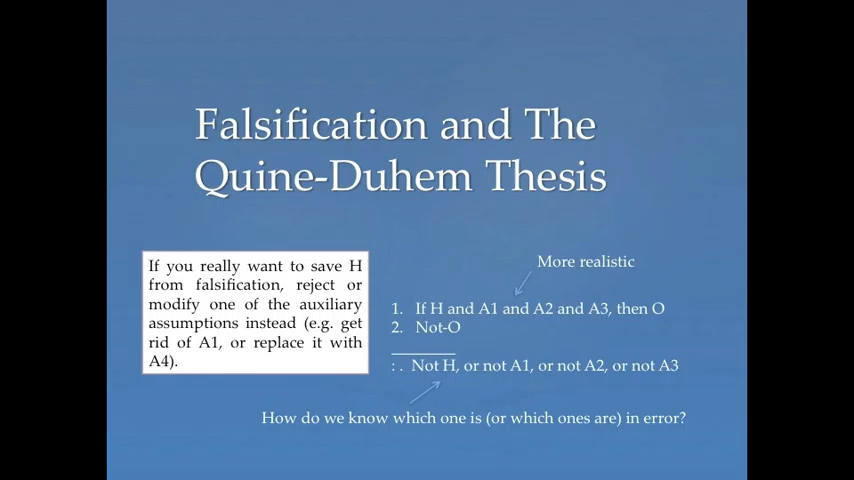 Falsification and The
Quine-Duhem Thesis
If you really want to save H
from falsification, reject or
modify one of the auxiliary
assumptions instead (e.g. get
rid of A1, or replace it with
A4).
More realistic
1. If H and A1 and A2 and A3, then O
2. Not-O
: . Not H, or not A1, or not A2, or not A3
How do we know which one is (or which ones are) in error?